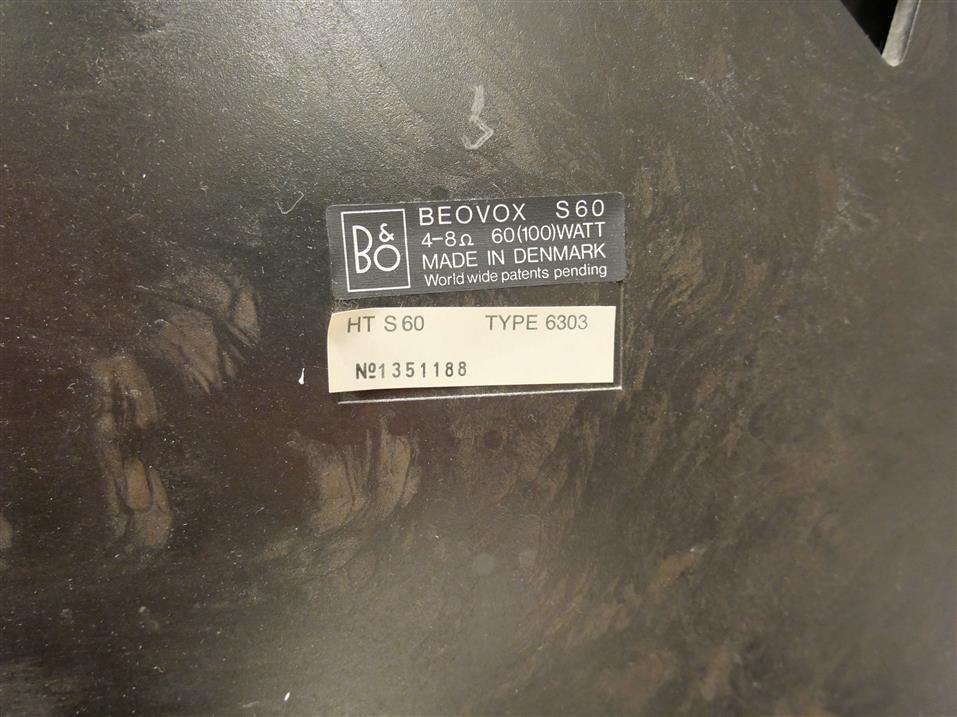 3
B&O
BEOVOX S60
4-8Ω 60(100)WATT
MADE IN DENMARK
World wide patents pending
HT S60 TYPE 6303
Nº1351188